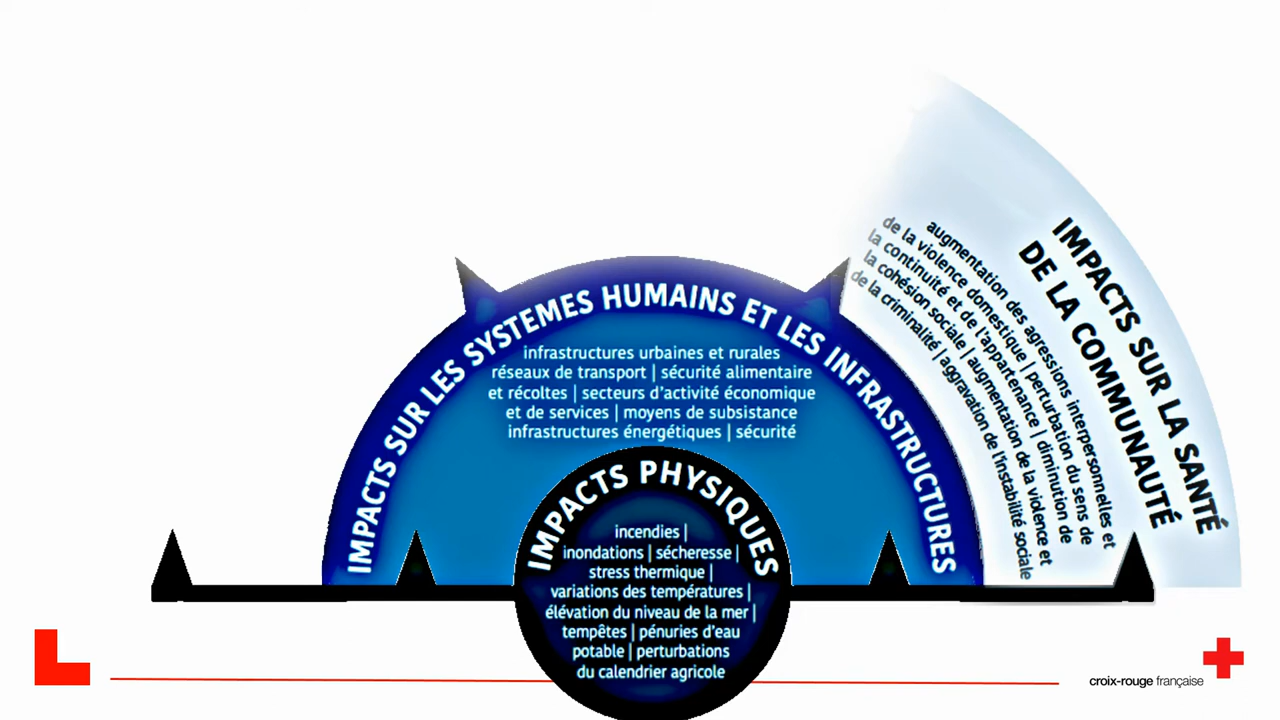 IMPACTS SUR LA SANTÉ
DE LA COMMUNAUTÉ
augmentation des agressions interpersonnelles et
de la violence domestique | perturbation du sens de
la continuité et de l'appartenance | diminution de
la cohésion sociale | augmentation de la violence et
de la criminalité | aggravation de l'instabilité sociale
IMPACTS SUR LES SYSTEMES HUMAINS ET LES INFRASTRUCTURES
infrastructures urbaines et rurales
réseaux de transport | sécurité alimentaire
et récoltes | secteurs d'activité économique
et de services | moyens de subsistance
infrastructures énergétiques | sécurité
IMPACTS PHYSIQUES
incendies |
inondations | sécheresse |
stress thermique |
variations des températures |
élévation du niveau de la mer |
tempêtes | pénuries d'eau
potable | perturbations
du calendrier agricole
croix-rouge française